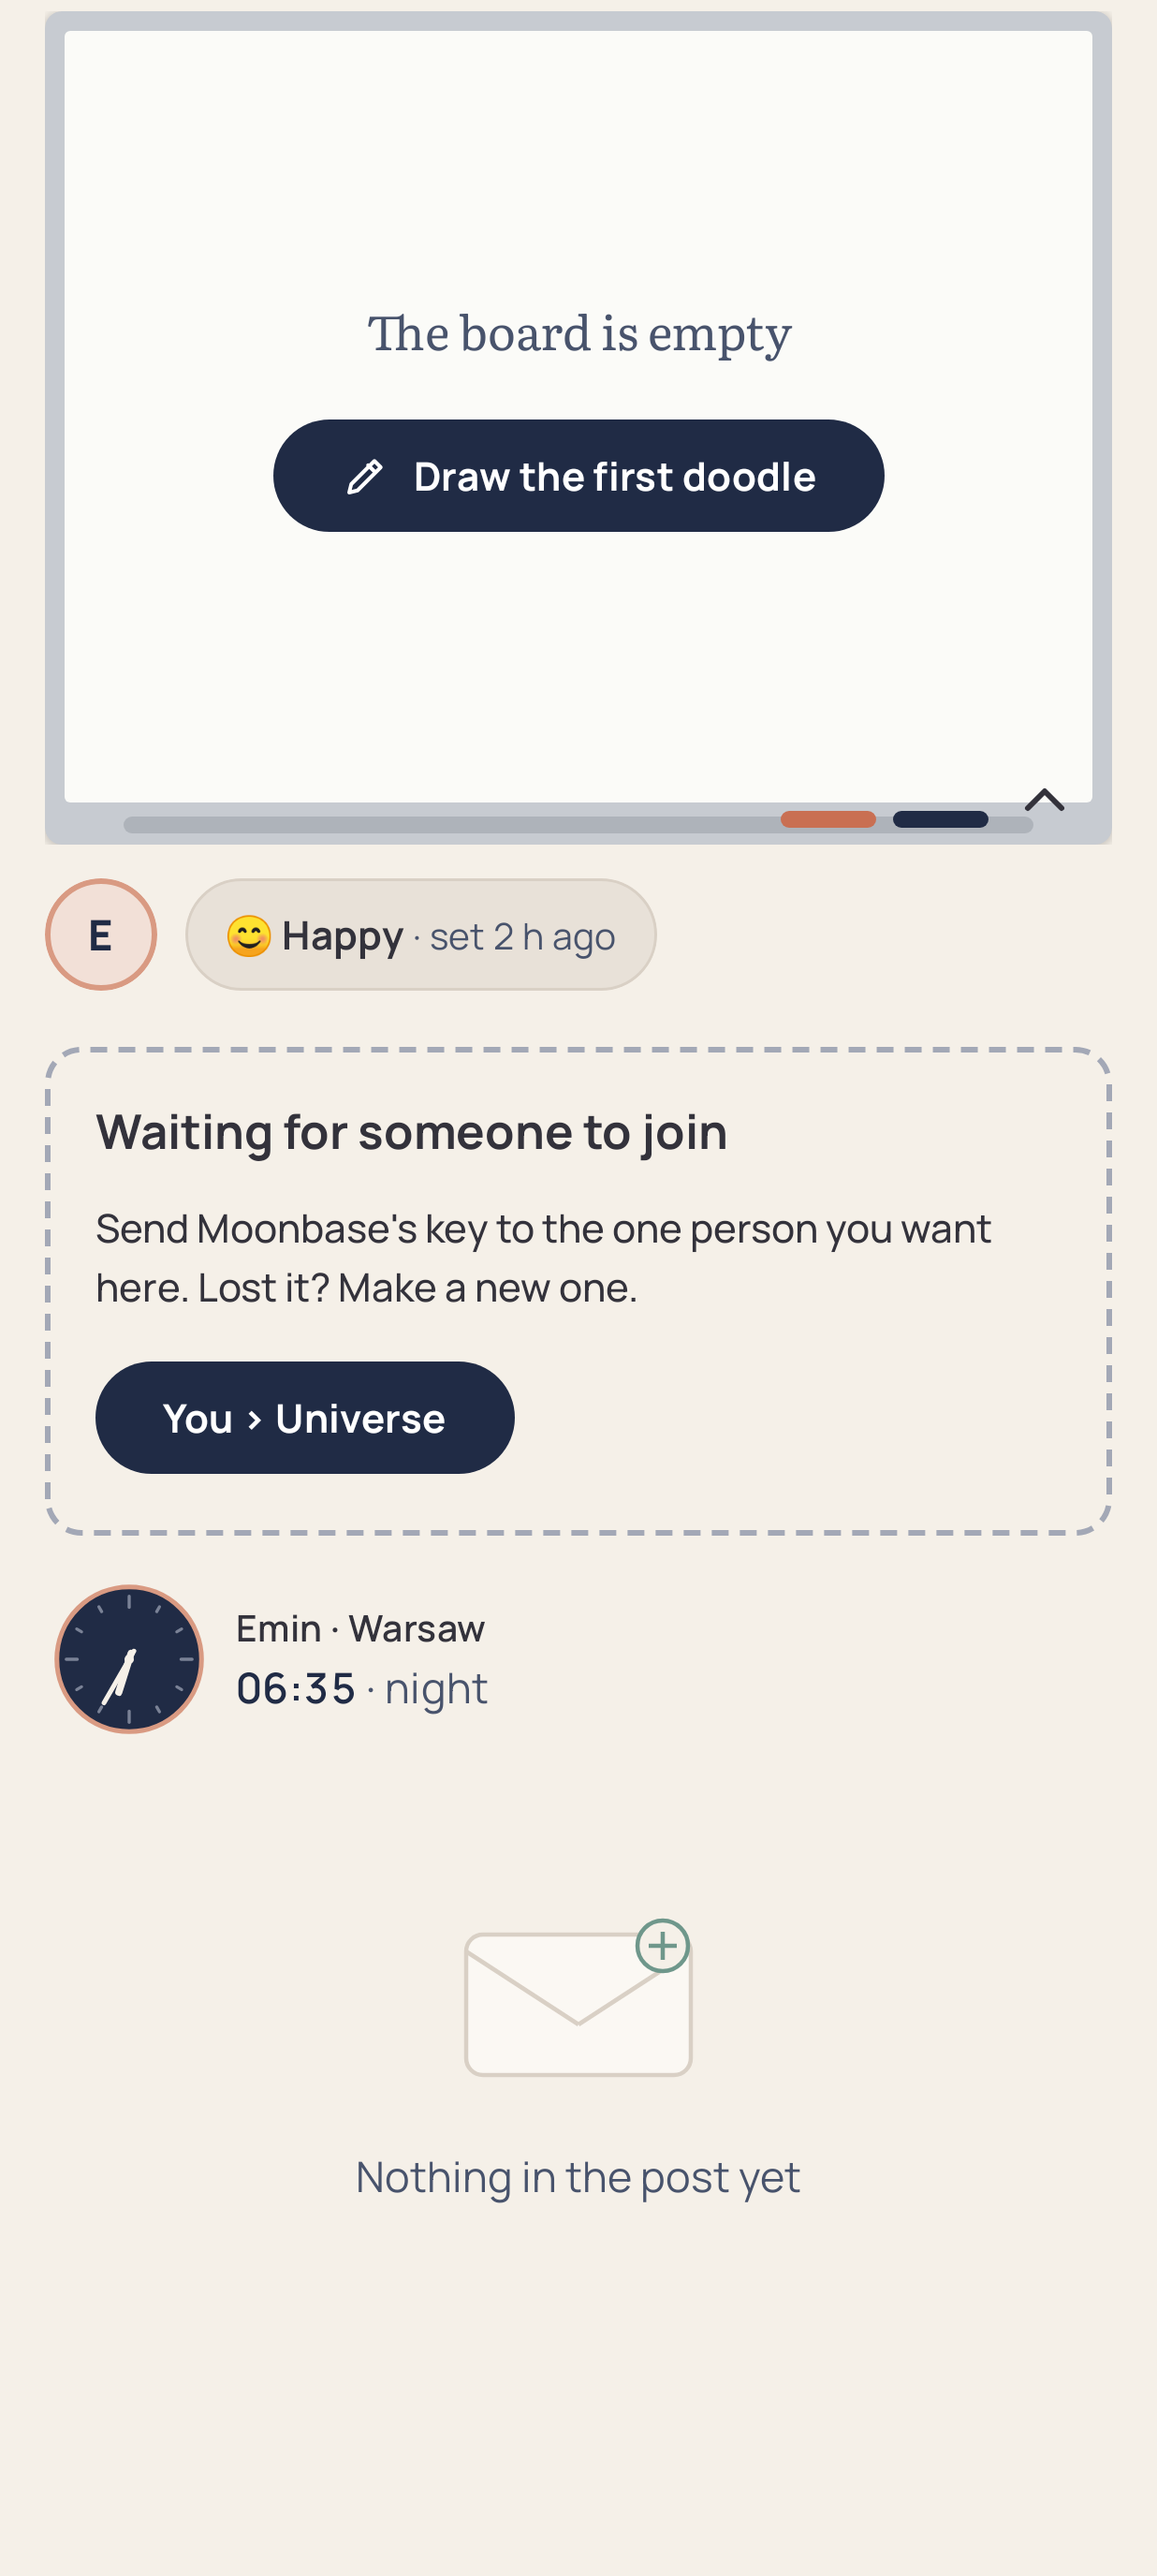 The board is empty
Draw the first doodle
E
😊 Happy · set 2 h ago
Waiting for someone to join
Send Moonbase's key to the one person you want
here. Lost it? Make a new one.
You › Universe
Emin · Warsaw
06:35 · night
Nothing in the post yet